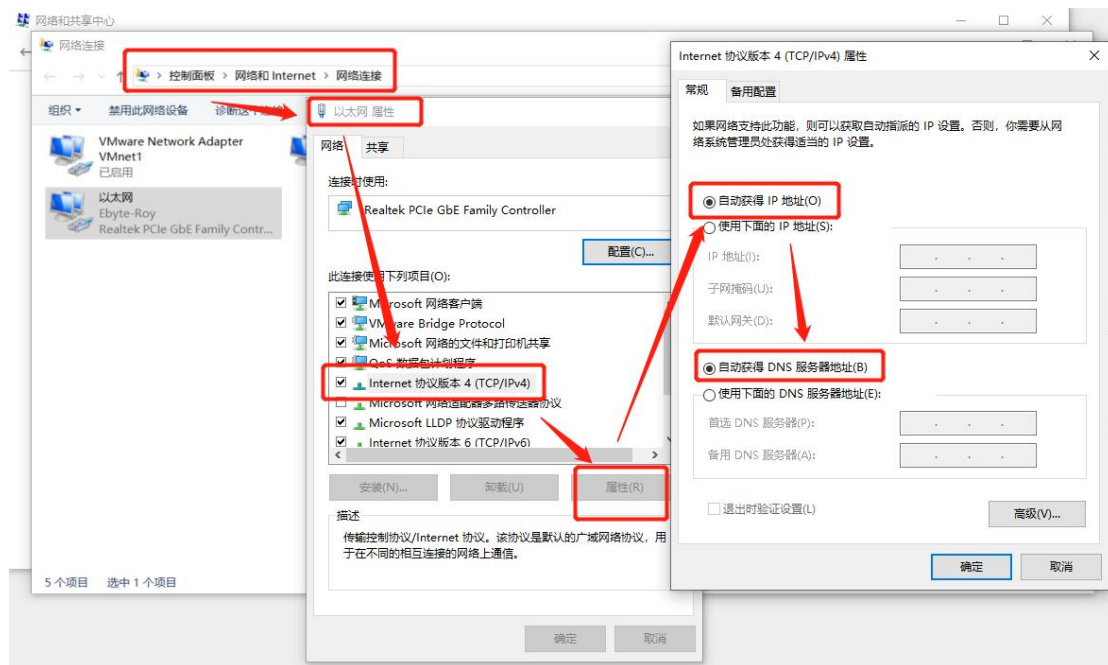 网络和共享中心
网络连接
控制面板 › 网络和 Internet › 网络连接
组织 禁用此网络设备 诊断这个连接
VMware Network Adapter
VMnet1
已启用
以太网
Ebyte-Roy
Realtek PCIe GbE Family Contr...
5 个项目 选中 1 个项目
以太网 属性
网络 共享
连接时使用:
Realtek PCIe GbE Family Controller
配置(C)...
此连接使用下列项目(O):
Microsoft 网络客户端
VMware Bridge Protocol
Microsoft 网络的文件和打印机共享
QoS 数据包计划程序
Internet 协议版本 4 (TCP/IPv4)
Microsoft 网络适配器多路传送器协议
Microsoft LLDP 协议驱动程序
Internet 协议版本 6 (TCP/IPv6)
安装(N)... 卸载(U) 属性(R)
描述
传输控制协议/Internet 协议。该协议是默认的广域网络协议，用
于在不同的相互连接的网络上通信。
确定 取消
Internet 协议版本 4 (TCP/IPv4) 属性
常规 备用配置
如果网络支持此功能，则可以获取自动指派的 IP 设置。否则，你需要从网
络系统管理员处获得适当的 IP 设置。
自动获得 IP 地址(O)
使用下面的 IP 地址(S):
IP 地址(I):
子网掩码(U):
默认网关(D):
自动获得 DNS 服务器地址(B)
使用下面的 DNS 服务器地址(E):
首选 DNS 服务器(P):
备用 DNS 服务器(A):
退出时验证设置(L)
高级(V)...
确定 取消